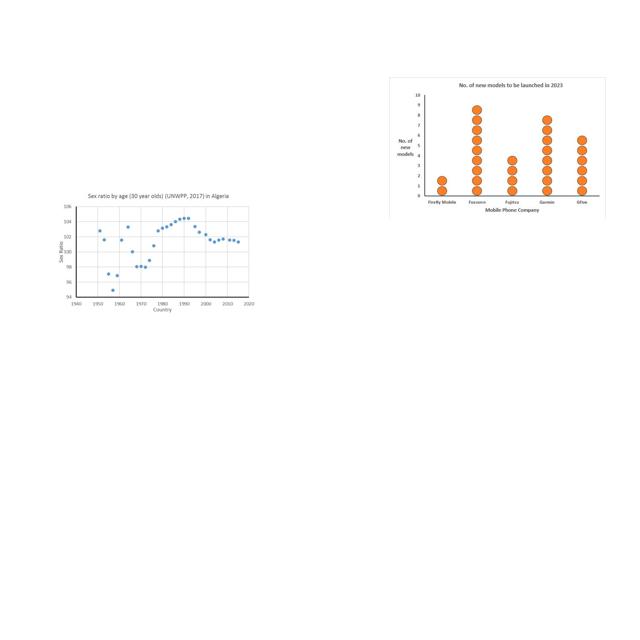 No. of new models to be launched in 2023
10
9
8
7
6
5
4
3
2
1
0
No. of
new
models
Firefly Mobile Foxconn Fujitsu Garmin Gfive
Mobile Phone Company
Sex ratio by age (30 year olds) (UNWPP, 2017) in Algeria
106
104
102
100
98
96
94
Sex Ratio
1940 1950 1960 1970 1980 1990 2000 2010 2020
Country